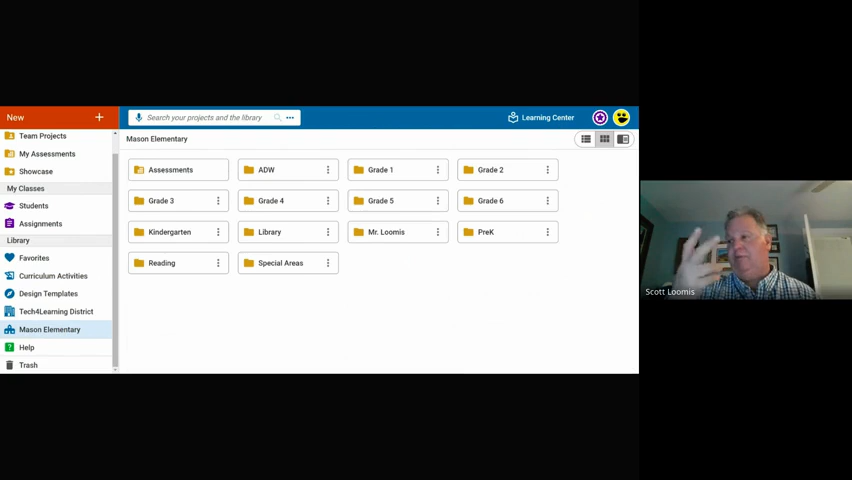 New
Search your projects and the library
Learning Center
Team Projects
My Assessments
Showcase
My Classes
Students
Assignments
Library
Favorites
Curriculum Activities
Design Templates
Tech4Learning District
Mason Elementary
Help
Trash
Mason Elementary
Assessments
ADW
Grade 1
Grade 2
Grade 3
Grade 4
Grade 5
Grade 6
Kindergarten
Library
Mr. Loomis
PreK
Reading
Special Areas
Scott Loomis